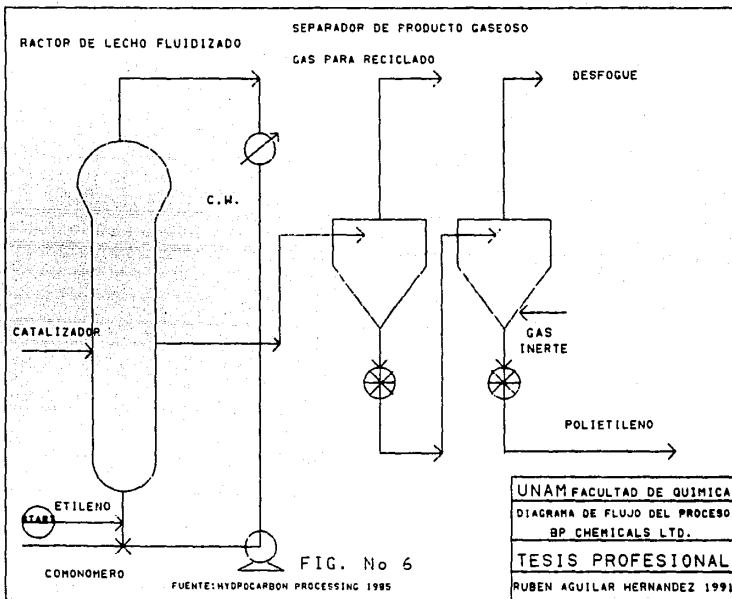 RACTOR DE LECHO FLUIDIZADO
SEPARADOR DE PRODUCTO GASEOSO
GAS PARA RECICLADO
DESFOGUE
C.W.
CATALIZADOR
GAS
INERTE
POLIETILENO
ETILENO
START
COMONOMERO
FIG. No 6
FUENTE:HYDPOCARBON PROCESSING 1985
UNAM FACULTAD DE QUIMICA
DIAGRAMA DE FLUJO DEL PROCESO
BP CHEMICALS LTD.
TESIS PROFESIONAL
RUBEN AGUILAR HERNANDEZ 1991